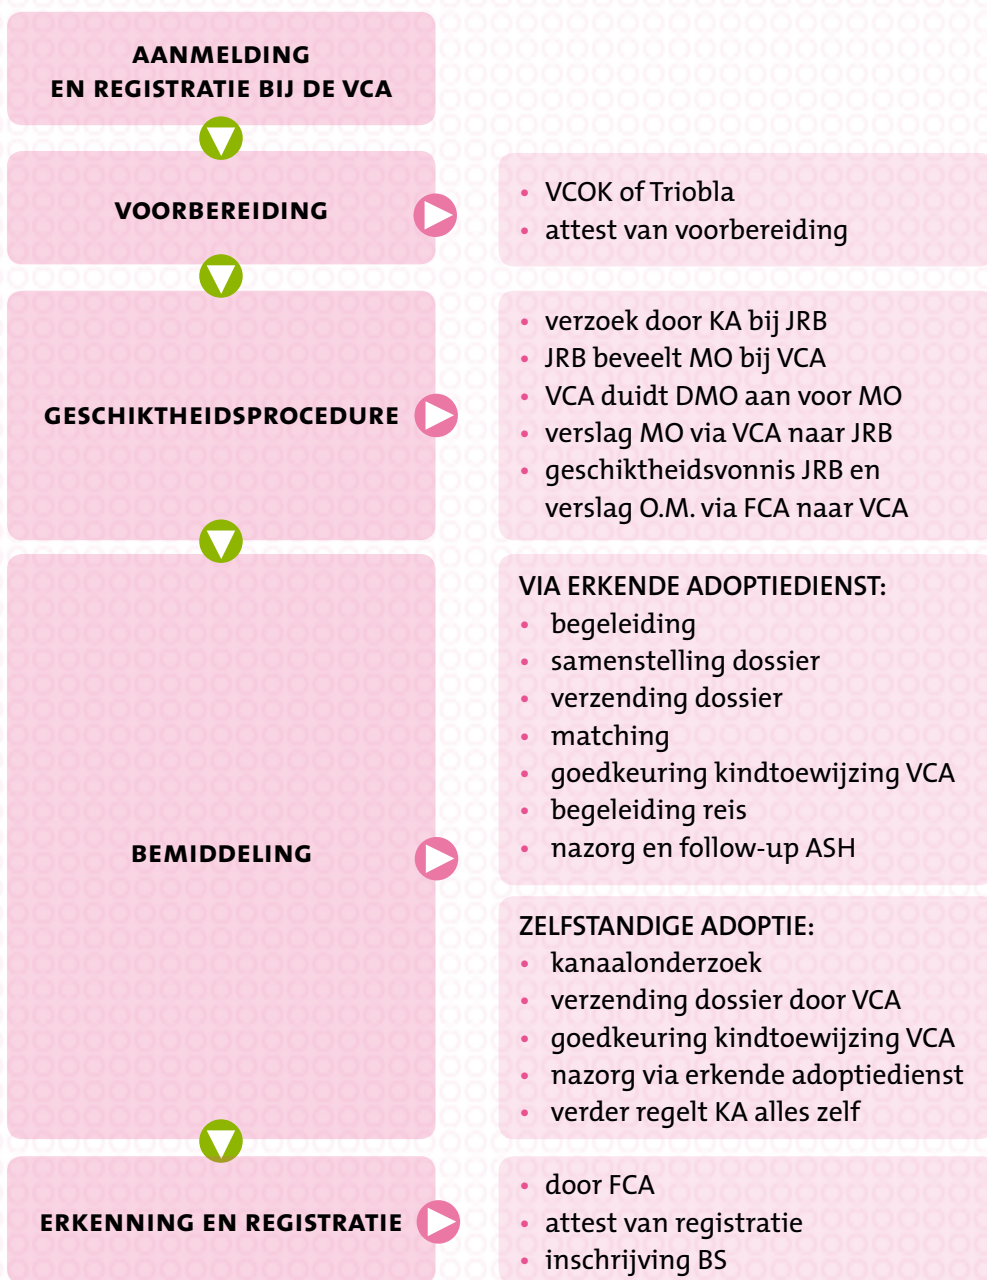 AANMELDING
EN REGISTRATIE BIJ DE VCA
VOORBEREIDING
• VCOK of Triobla
• attest van voorbereiding
GESCHIKTHEIDSPROCEDURE
• verzoek door KA bij JRB
• JRB beveelt MO bij VCA
• VCA duidt DMO aan voor MO
• verslag MO via VCA naar JRB
• geschiktheidsvonnis JRB en
verslag O.M. via FCA naar VCA
BEMIDDELING
VIA ERKENDE ADOPTIEDIENST:
• begeleiding
• samenstelling dossier
• verzending dossier
• matching
• goedkeuring kindtoewijzing VCA
• begeleiding reis
• nazorg en follow-up ASH
ZELFSTANDIGE ADOPTIE:
• kanaalonderzoek
• verzending dossier door VCA
• goedkeuring kindtoewijzing VCA
• nazorg via erkende adoptiedienst
• verder regelt KA alles zelf
ERKENNING EN REGISTRATIE
• door FCA
• attest van registratie
• inschrijving BS